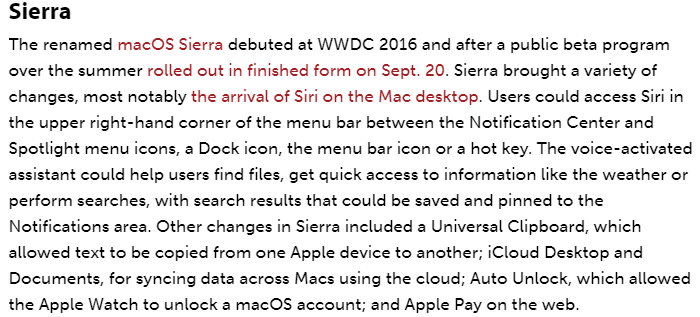 Sierra
The renamed macOS Sierra debuted at WWDC 2016 and after a public beta program
over the summer rolled out in finished form on Sept. 20. Sierra brought a variety of
changes, most notably the arrival of Siri on the Mac desktop. Users could access Siri in
the upper right-hand corner of the menu bar between the Notification Center and
Spotlight menu icons, a Dock icon, the menu bar icon or a hot key. The voice-activated
assistant could help users find files, get quick access to information like the weather or
perform searches, with search results that could be saved and pinned to the
Notifications area. Other changes in Sierra included a Universal Clipboard, which
allowed text to be copied from one Apple device to another; iCloud Desktop and
Documents, for syncing data across Macs using the cloud; Auto Unlock, which allowed
the Apple Watch to unlock a macOS account; and Apple Pay on the web.